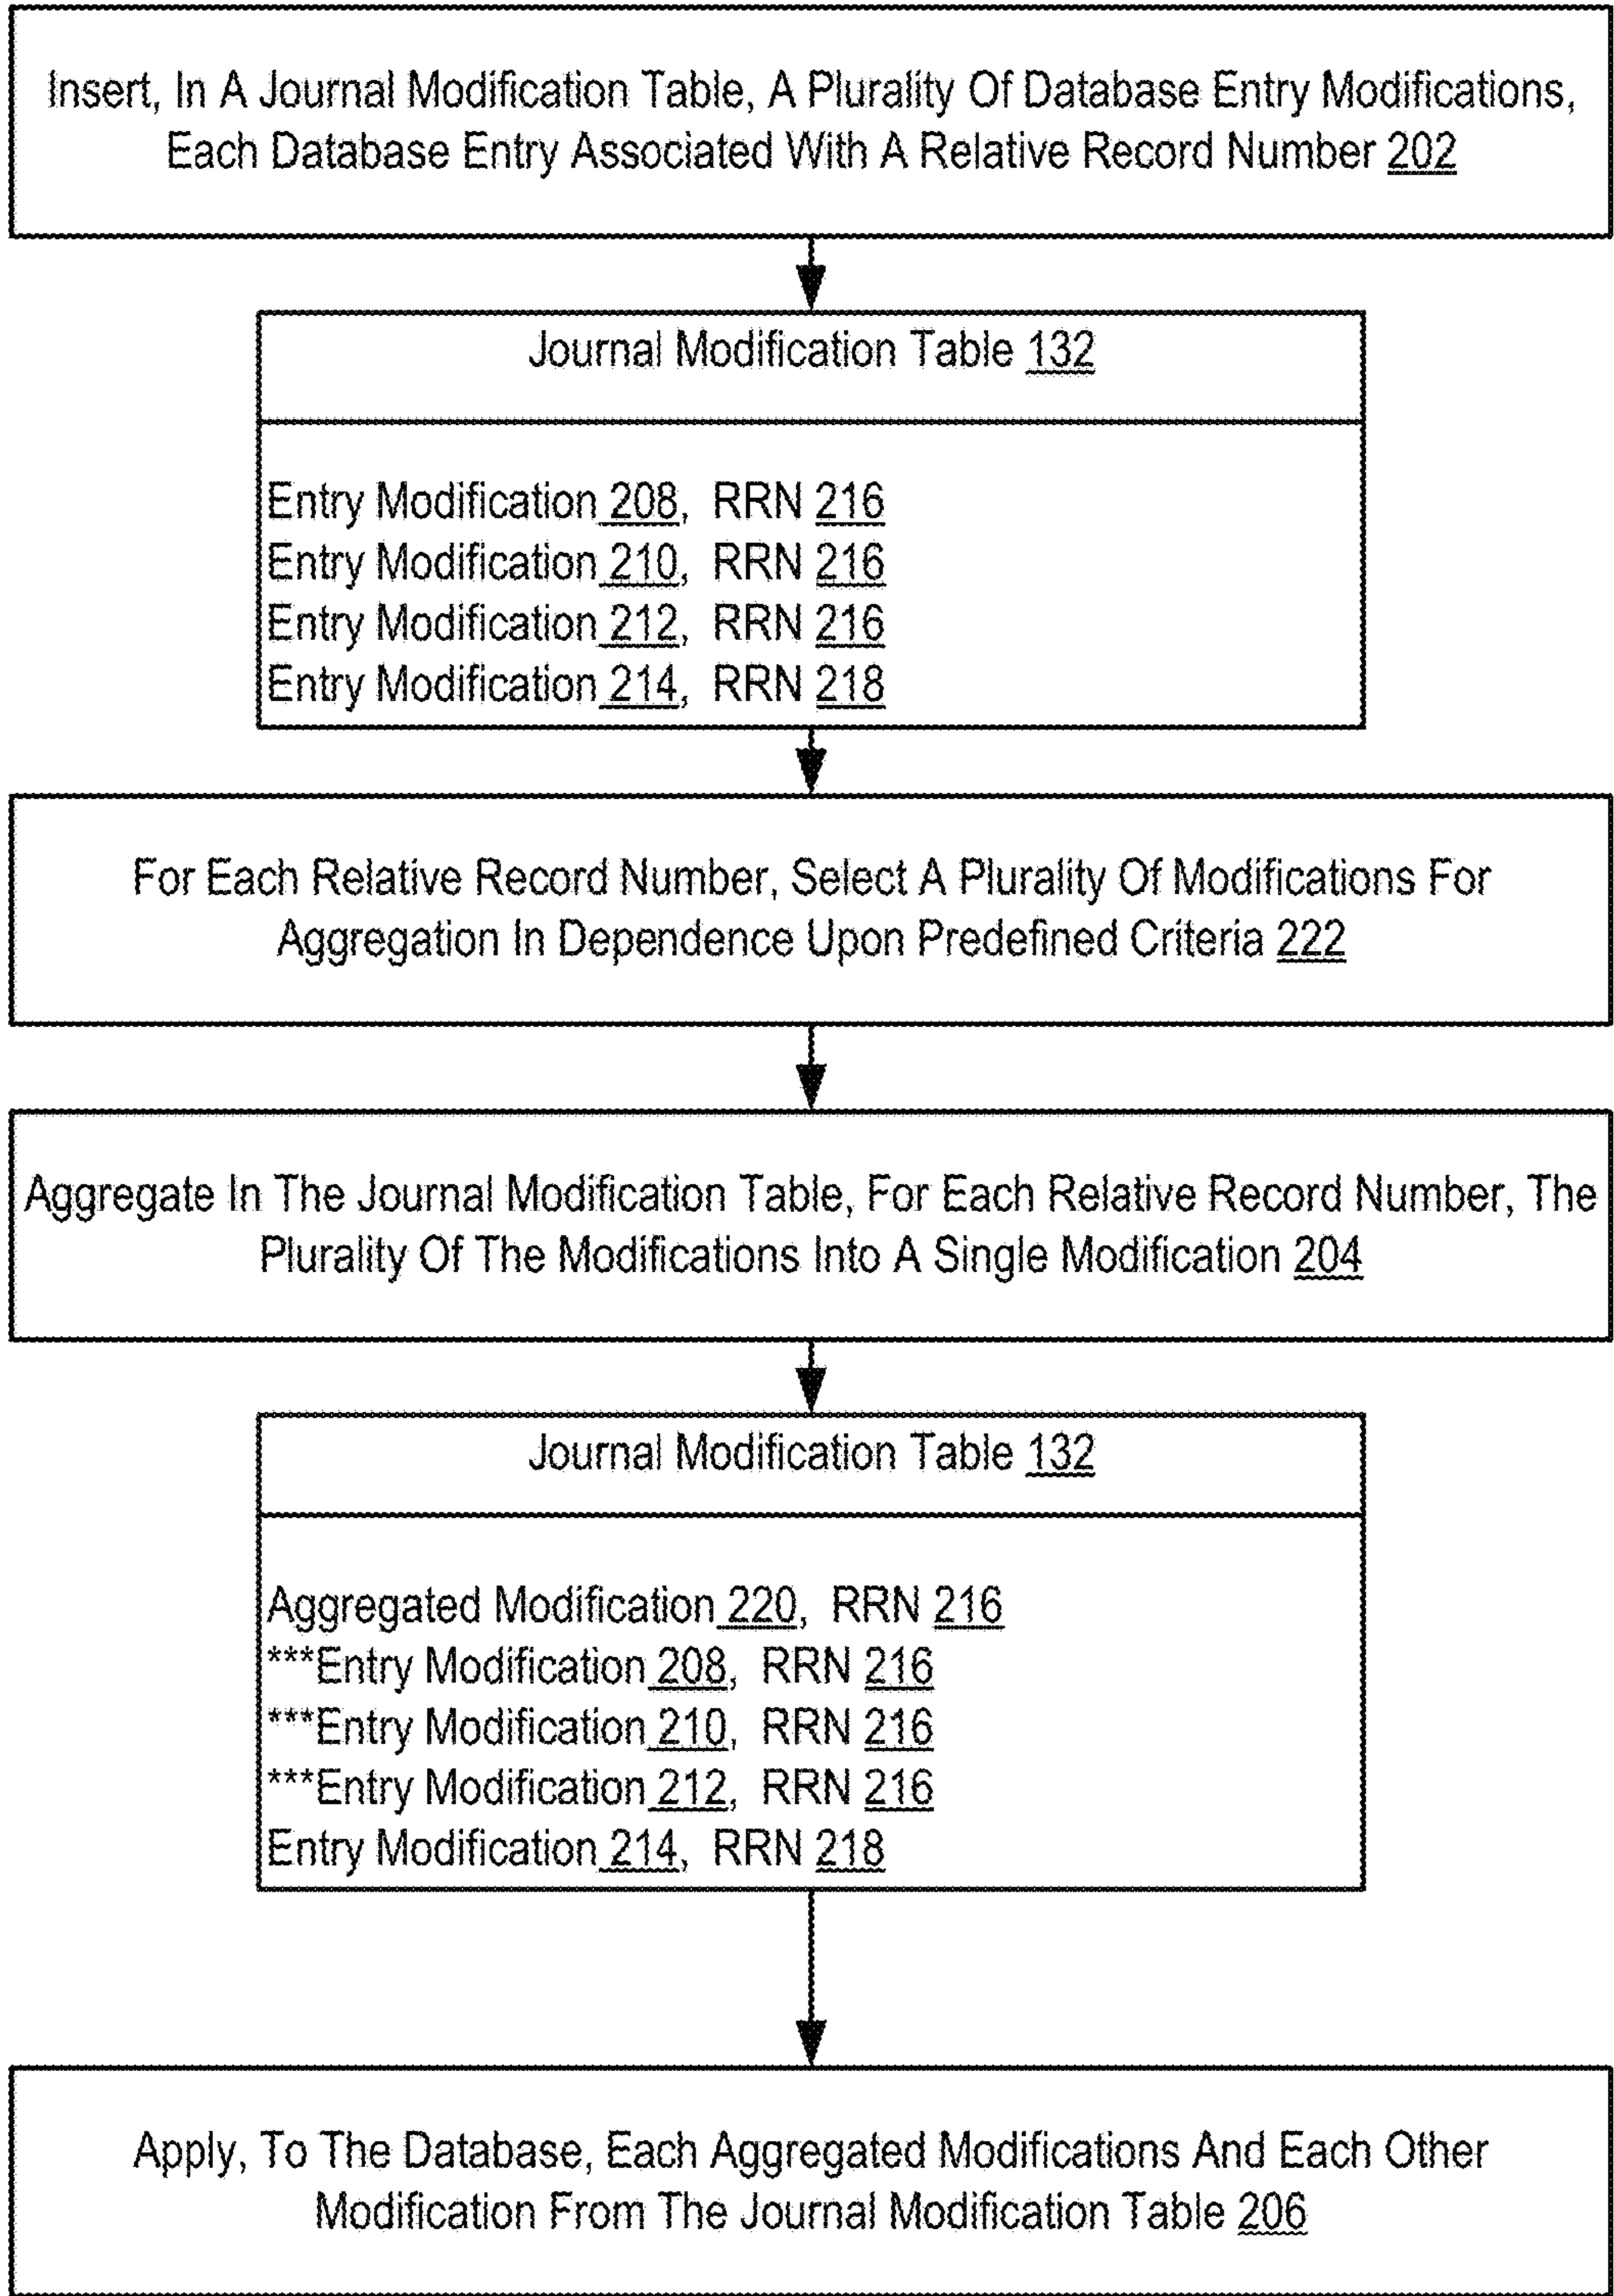 Insert, In A Journal Modification Table, A Plurality Of Database Entry Modifications,
Each Database Entry Associated With A Relative Record Number 202
Journal Modification Table 132
Entry Modification 208, RRN 216
Entry Modification 210, RRN 216
Entry Modification 212, RRN 216
Entry Modification 214, RRN 218
For Each Relative Record Number, Select A Plurality Of Modifications For
Aggregation In Dependence Upon Predefined Criteria 222
Aggregate In The Journal Modification Table, For Each Relative Record Number, The
Plurality Of The Modifications Into A Single Modification 204
Journal Modification Table 132
Aggregated Modification 220, RRN 216
***Entry Modification 208, RRN 216
***Entry Modification 210, RRN 216
***Entry Modification 212, RRN 216
Entry Modification 214, RRN 218
Apply, To The Database, Each Aggregated Modifications And Each Other
Modification From The Journal Modification Table 206